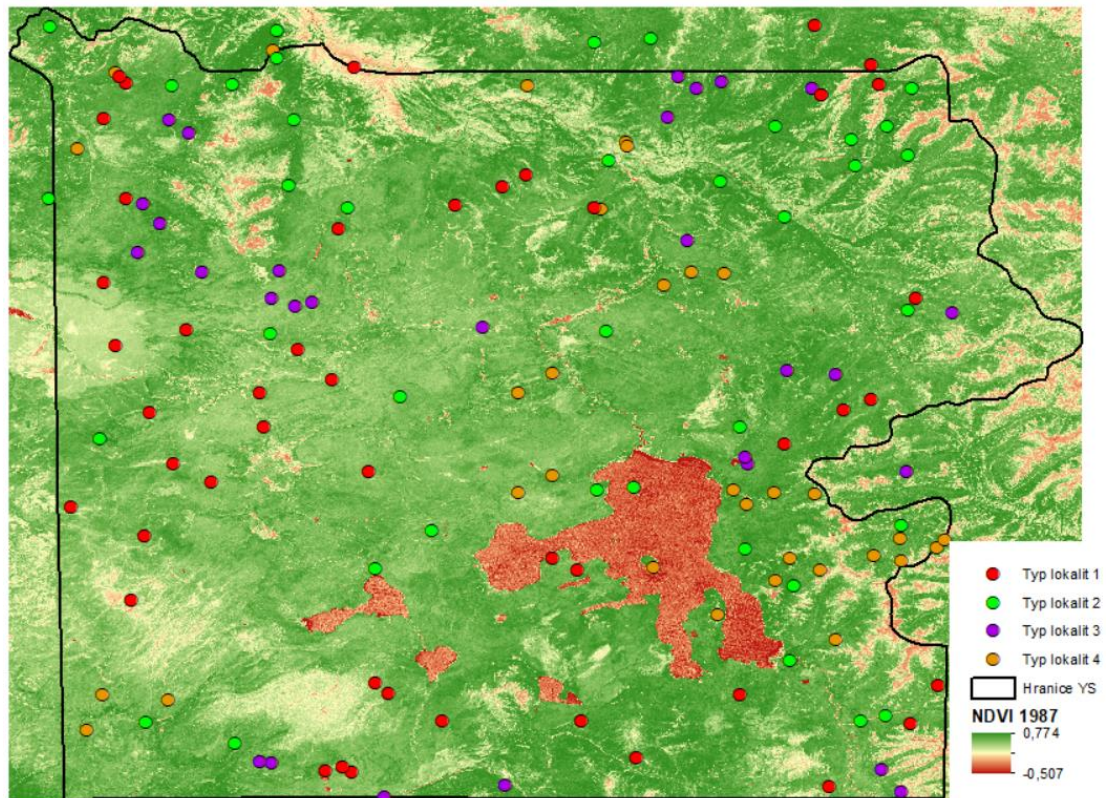 Typ lokalit 1
Typ lokalit 2
Typ lokalit 3
Typ lokalit 4
Hranice YS
NDVI 1987
0,774
-0,507